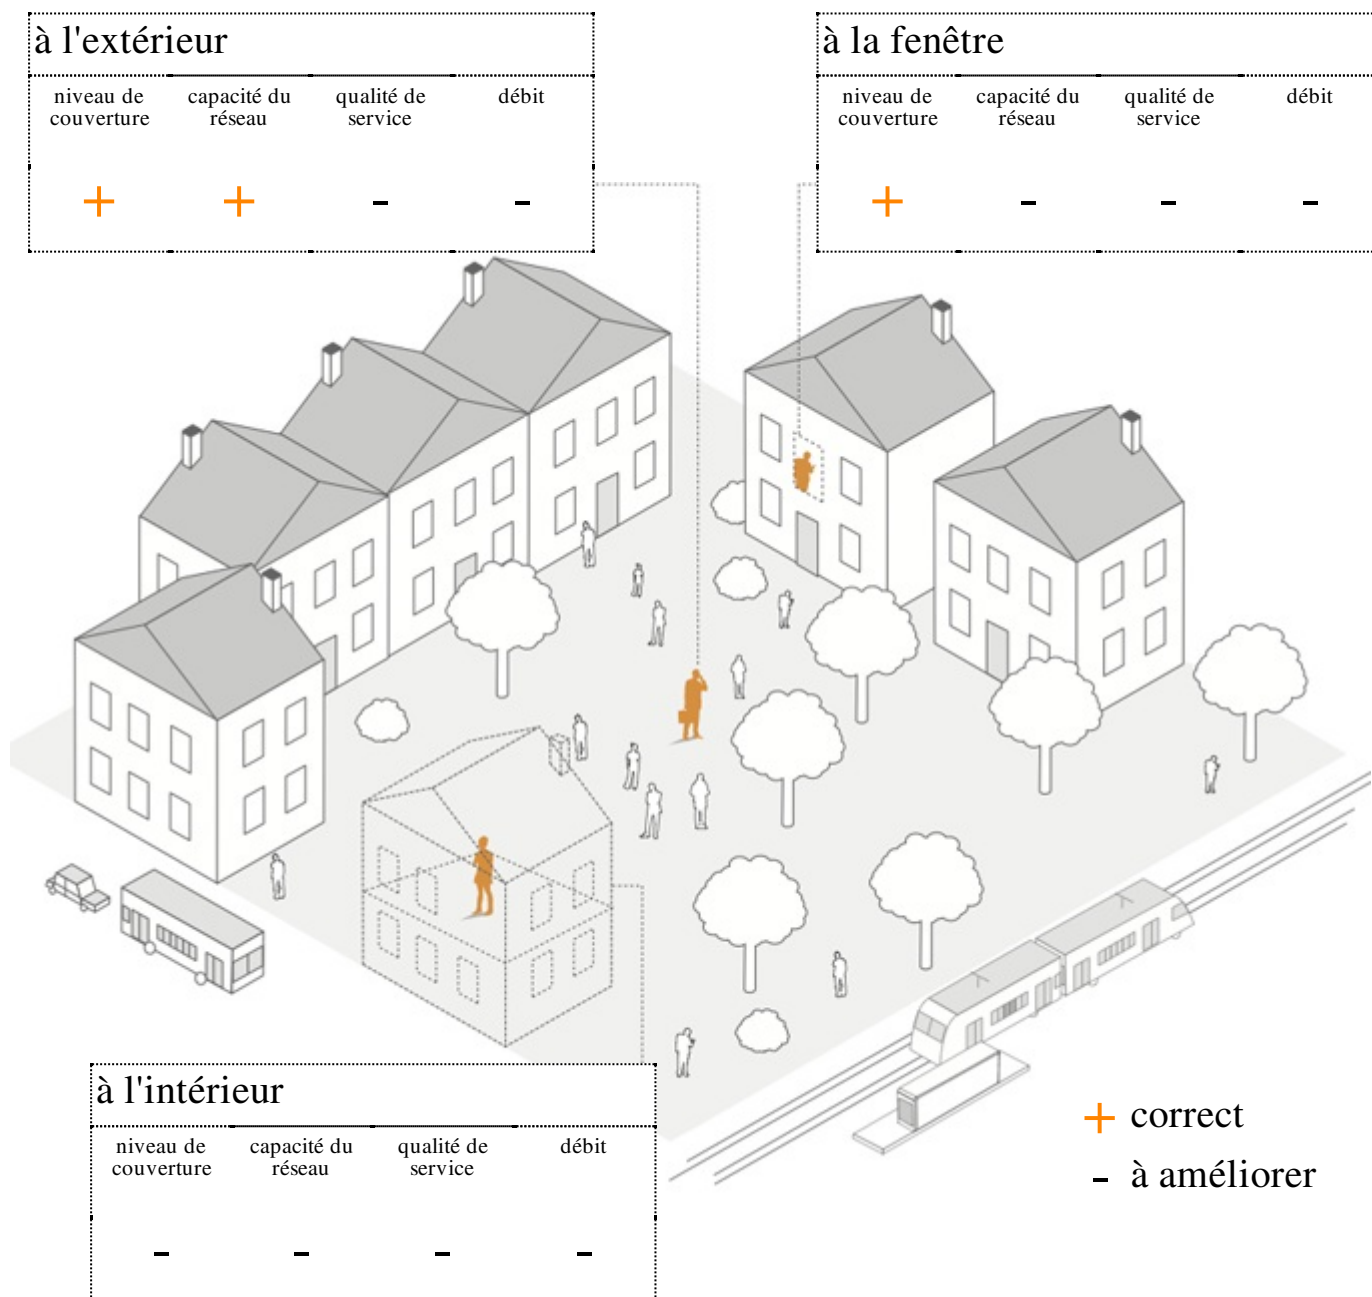 à l'extérieur
niveau de couverture
capacité du réseau
qualité de service
débit
+ + - -
à la fenêtre
niveau de couverture
capacité du réseau
qualité de service
débit
+ - - -
à l'intérieur
niveau de couverture
capacité du réseau
qualité de service
débit
- - - -
+ correct
- à améliorer